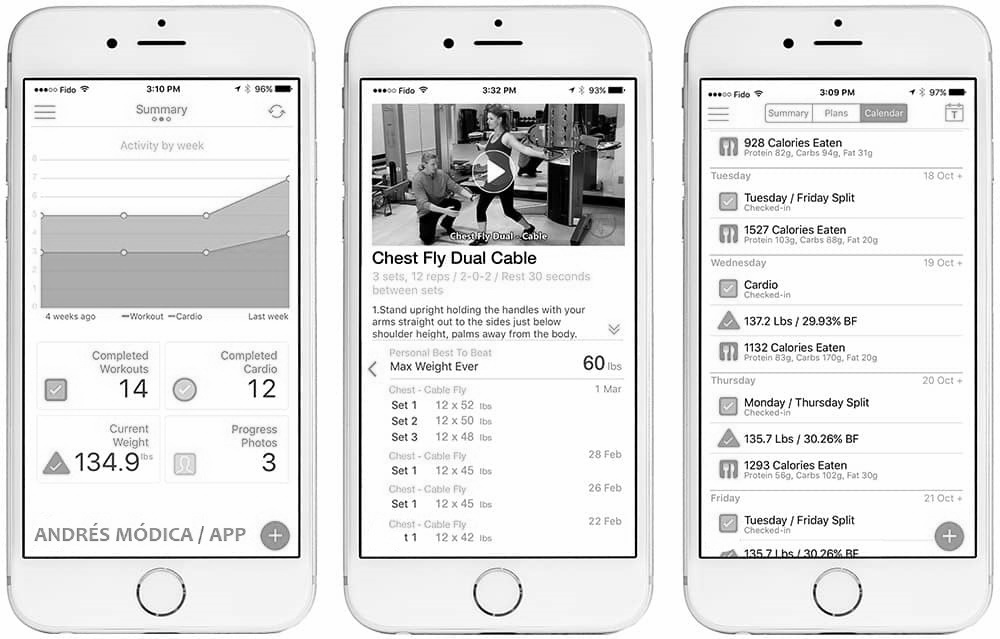 ●●●○○ Fido 3:10 PM 96%
Summary
Activity by week
8
7
6
5
4
3
2
1
0
4 weeks ago Workout Cardio Last week
Completed Workouts
14
Completed Cardio
12
Current Weight
134.9 lbs
Progress Photos
3
ANDRÉS MÓDICA / APP
+
●●●○○ Fido 3:32 PM 93%
Chest Fly Dual - Cable
Chest Fly Dual Cable
3 sets, 12 reps / 2-0-2 / Rest 30 seconds
between sets
1.Stand upright holding the handles with your
arms straight out to the sides just below
shoulder height, palms away from the body.
Personal Best To Beat
Max Weight Ever 60 lbs
Chest - Cable Fly 1 Mar
Set 1 12 x 52 lbs
Set 2 12 x 50 lbs
Set 3 12 x 48 lbs
Chest - Cable Fly 28 Feb
Set 1 12 x 45 lbs
Chest - Cable Fly 26 Feb
Set 1 12 x 45 lbs
Chest - Cable Fly 22 Feb
t 1 12 x 42 lbs
●●●○○ Fido 3:09 PM 97%
Summary Plans Calendar T
928 Calories Eaten
Protein 82g, Carbs 94g, Fat 31g
Tuesday 18 Oct +
Tuesday / Friday Split
Checked-in
1527 Calories Eaten
Protein 103g, Carbs 68g, Fat 20g
Wednesday 19 Oct +
Cardio
Checked-in
137.2 Lbs / 29.93% BF
1132 Calories Eaten
Protein 83g, Carbs 170g, Fat 20g
Thursday 20 Oct +
Monday / Thursday Split
Checked-in
135.7 Lbs / 30.26% BF
1293 Calories Eaten
Protein 56g, Carbs 102g, Fat 30g
Friday 21 Oct +
Tuesday / Friday Split
Checked-in
135.7 Lbs / 30.26% BF
+